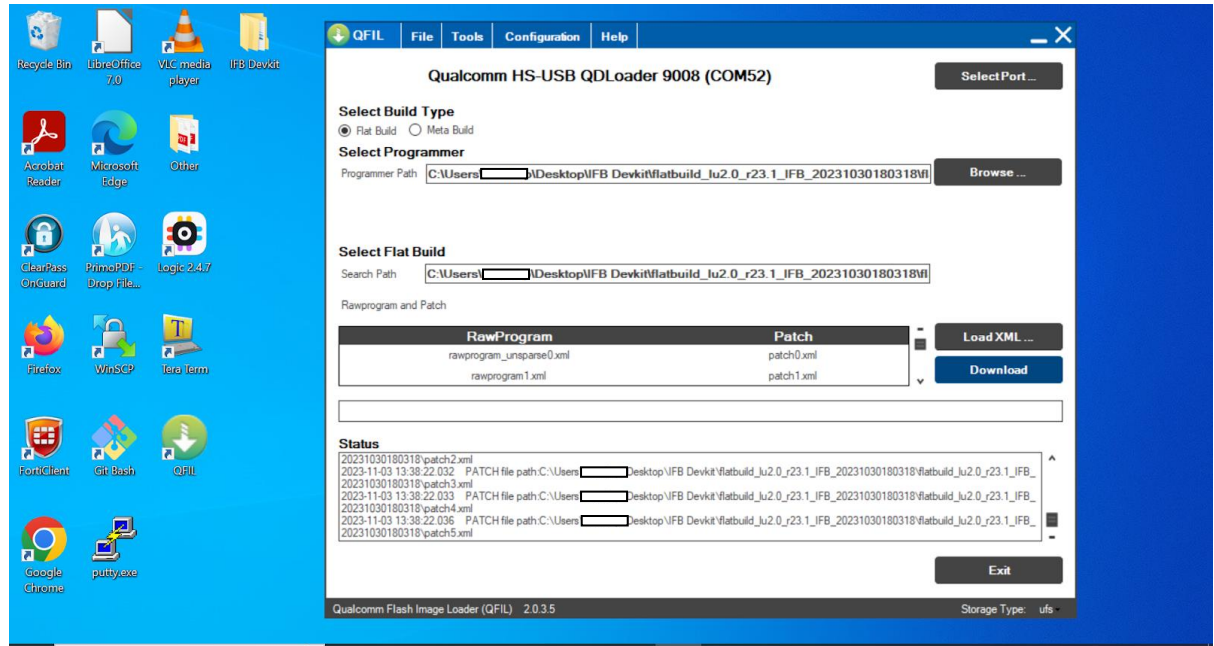 Recycle Bin
LibreOffice
7.0
VLC media
player
IFB Devkit
Acrobat
Reader
Microsoft
Edge
Other
ClearPass
OnGuard
PrimoPDF -
Drop File...
Logic 2.4.7
Firefox
WinSCP
T
Tera Term
FortiClient
Git Bash
QFIL
Google
Chrome
putty.exe
QFIL File Tools Configuration Help
Qualcomm HS-USB QDLoader 9008 (COM52)
Select Port ...
Select Build Type
Flat Build Meta Build
Select Programmer
Programmer Path C:\Users\ \Desktop\IFB Devkit\flatbuild_lu2.0_r23.1_IFB_20231030180318\fl Browse ...
Select Flat Build
Search Path C:\Users\ \Desktop\IFB Devkit\flatbuild_lu2.0_r23.1_IFB_20231030180318\fl
Rawprogram and Patch
RawProgram Patch
Load XML ...
rawprogram_unsparse0.xml patch0.xml
rawprogram1.xml patch1.xml
Download
Status
20231030180318\patch2.xml
2023-11-03 13:38:22.032 PATCH file path:C:\Users Desktop\IFB Devkit\flatbuild_lu2.0_r23.1_IFB_20231030180318\flatbuild_lu2.0_r23.1_IFB_
20231030180318\patch3.xml
2023-11-03 13:38:22.033 PATCH file path:C:\Users Desktop\IFB Devkit\flatbuild_lu2.0_r23.1_IFB_20231030180318\flatbuild_lu2.0_r23.1_IFB_
20231030180318\patch4.xml
2023-11-03 13:38:22.036 PATCH file path:C:\Users Desktop\IFB Devkit\flatbuild_lu2.0_r23.1_IFB_20231030180318\flatbuild_lu2.0_r23.1_IFB_
20231030180318\patch5.xml
Exit
Qualcomm Flash Image Loader (QFIL) 2.0.3.5
Storage Type: ufs